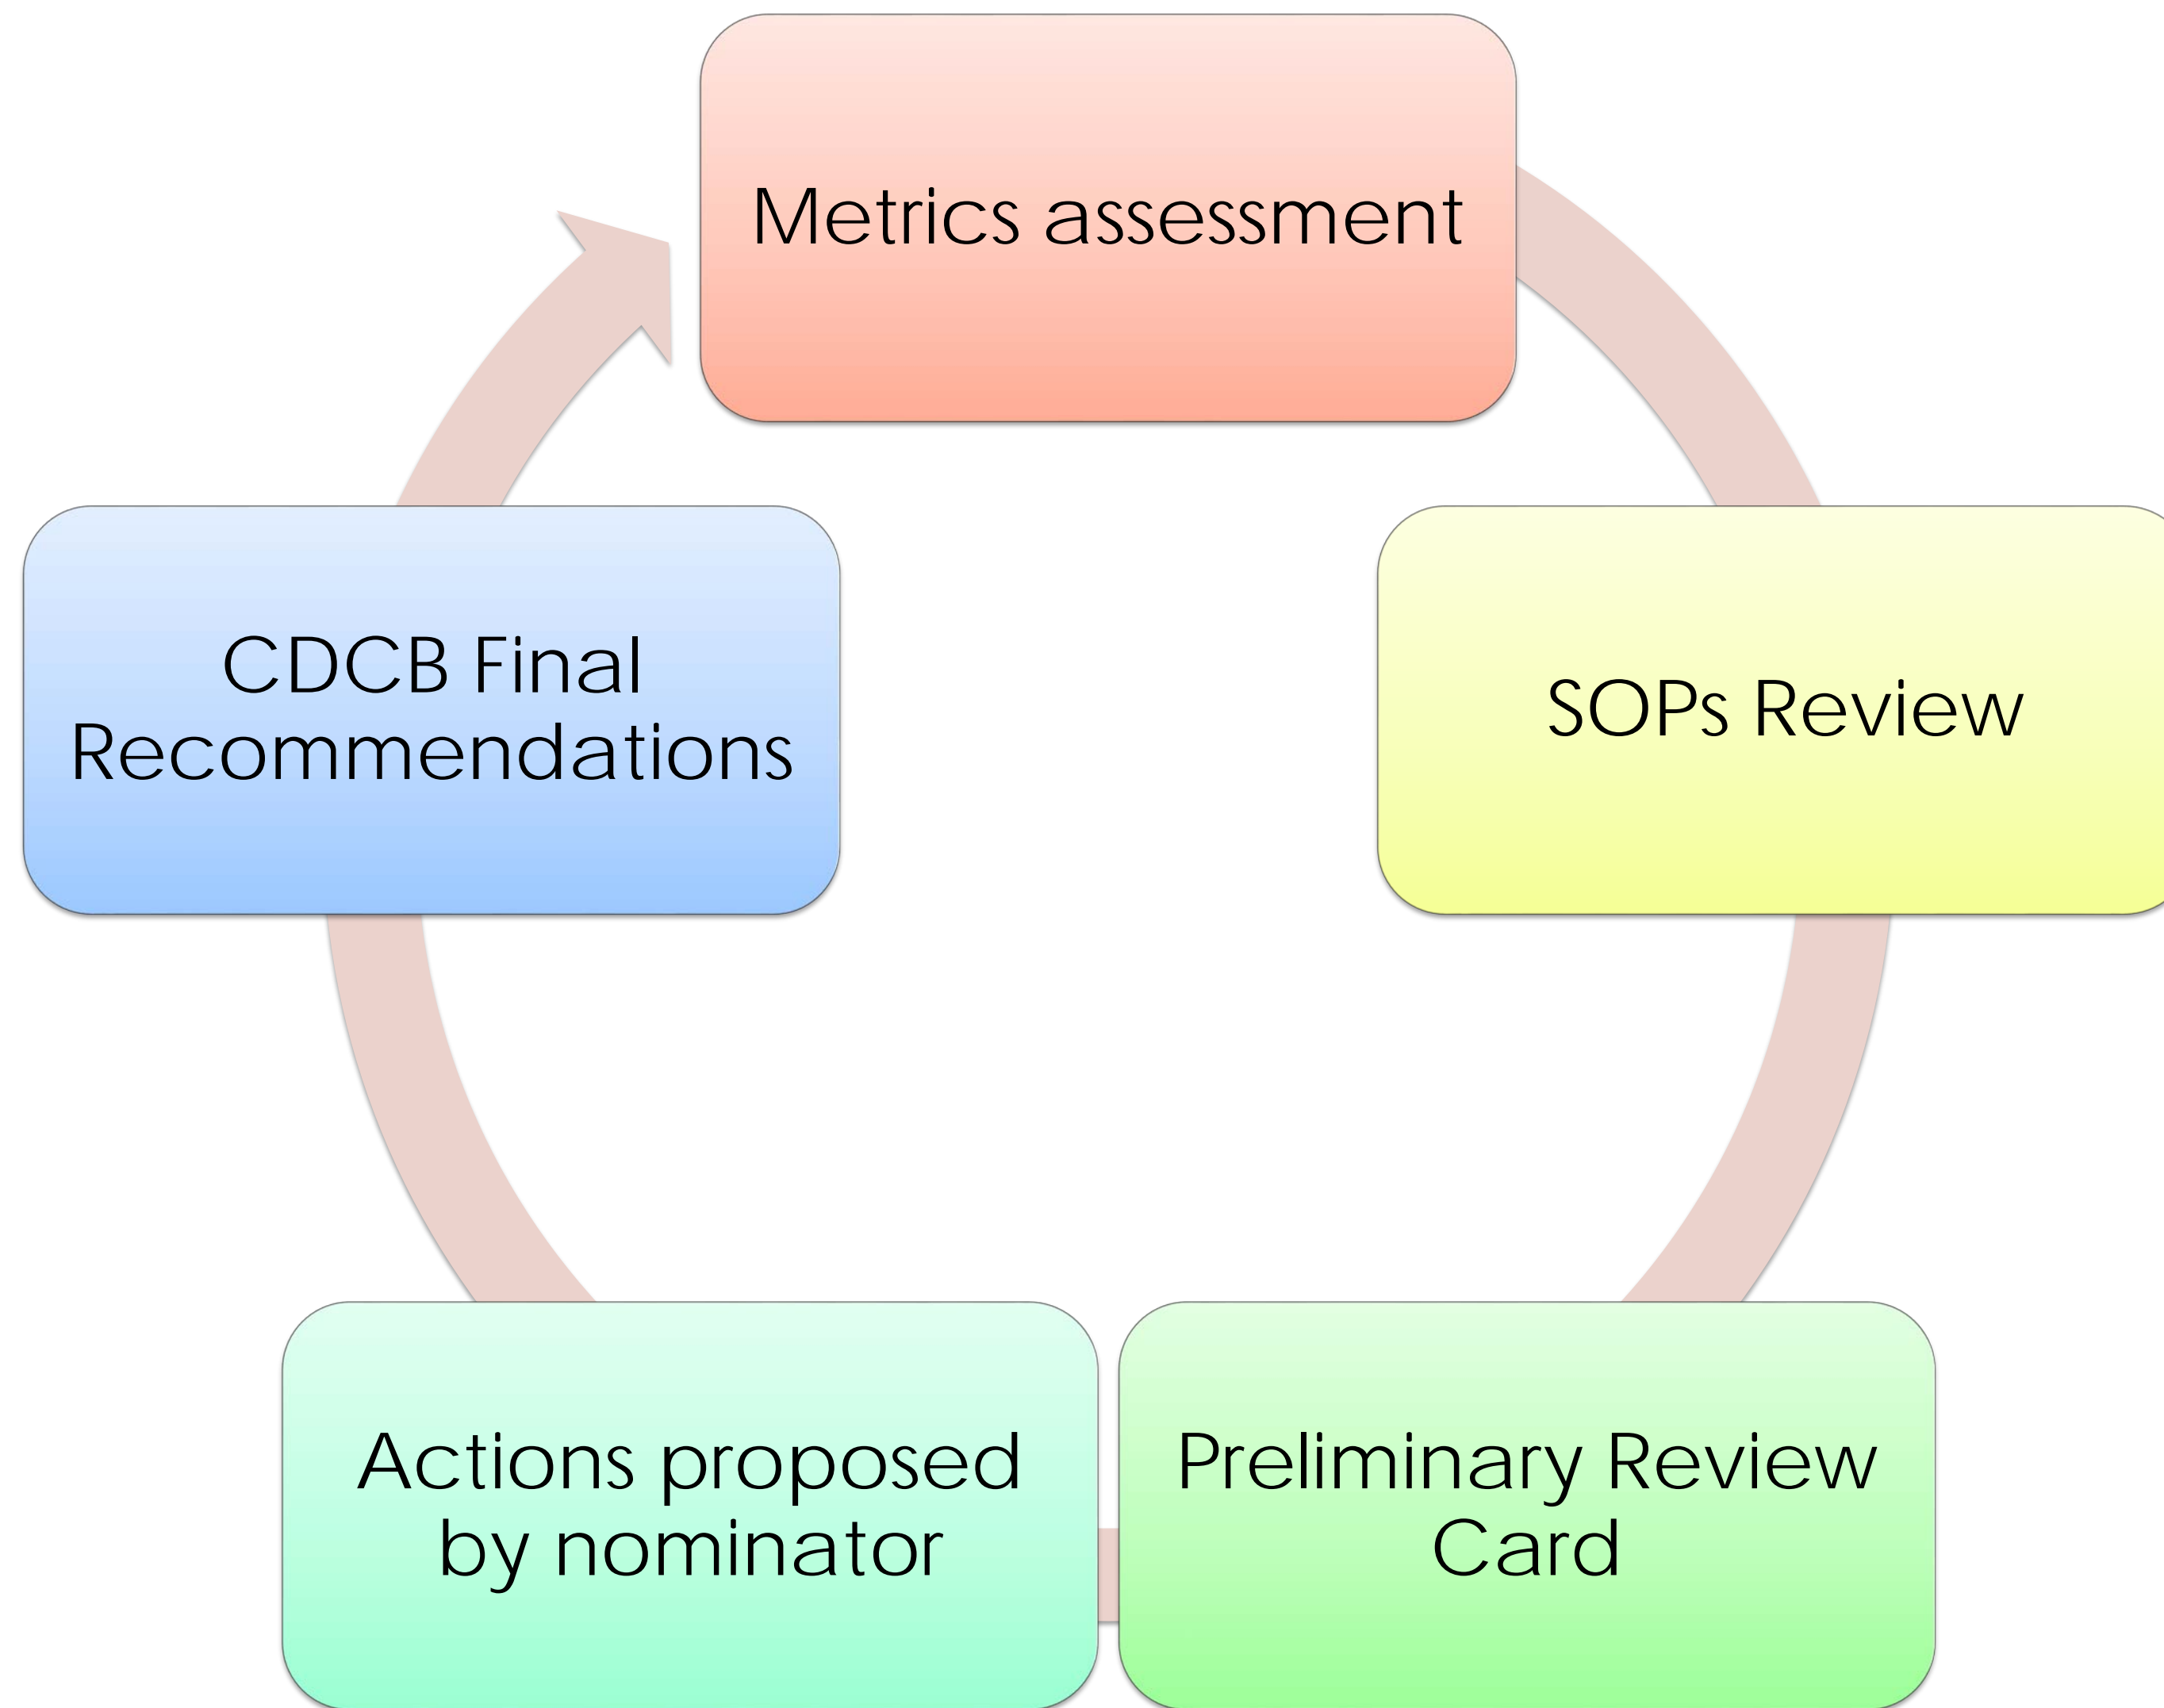 Metrics assessment
SOPs Review
Preliminary Review
Card
Actions proposed
by nominator
CDCB Final
Recommendations